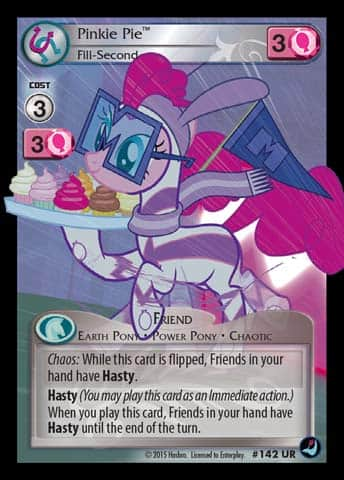 Pinkie Pie™
Fili-Second
3
COST
3
3
M
M
FRIEND
EARTH PONY • POWER PONY • CHAOTIC
Chaos: While this card is flipped, Friends in your
hand have Hasty.
Hasty (You may play this card as an Immediate action.)
When you play this card, Friends in your hand have
Hasty until the end of the turn.
© 2015 Hasbro. Licensed to Enterplay.
#142 UR